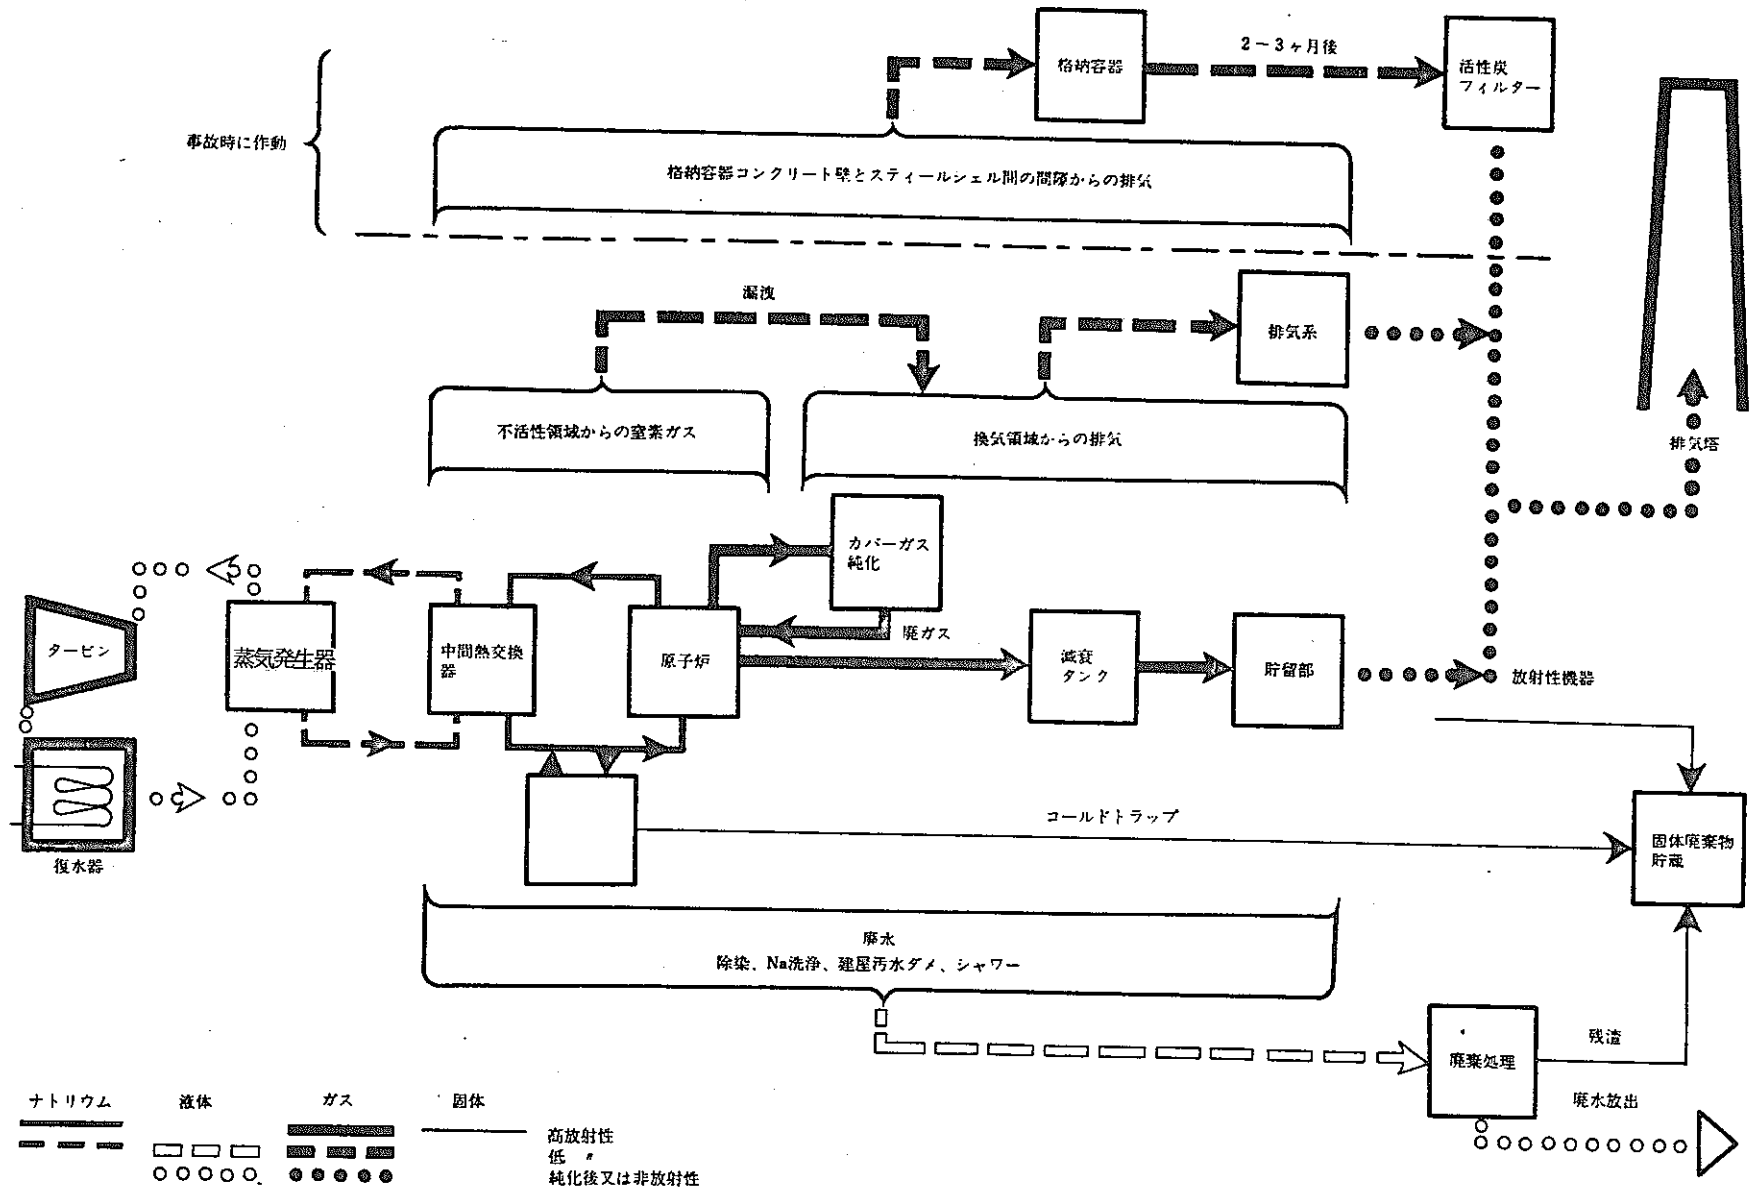 格納容器
2－3ヶ月後
活性炭
フィルター
事故時に作動
格納容器コンクリート壁とスティールシェル間の間隙からの排気
漏洩
排気系
不活性領域からの窒素ガス
換気領域からの排気
排気塔
カバーガス
純化
廃ガス
タービン
蒸気発生器
中間熱交換
器
原子炉
減衰
タンク
貯留部
放射性機器
復水器
コールドトラップ
固体廃棄物
貯蔵
廃水
除染、Na洗浄、建屋汚水ダメ、シャワー
廃棄処理
残渣
廃水放出
ナトリウム
液体
ガス
固体
高放射性
低 〃
純化後又は非放射性